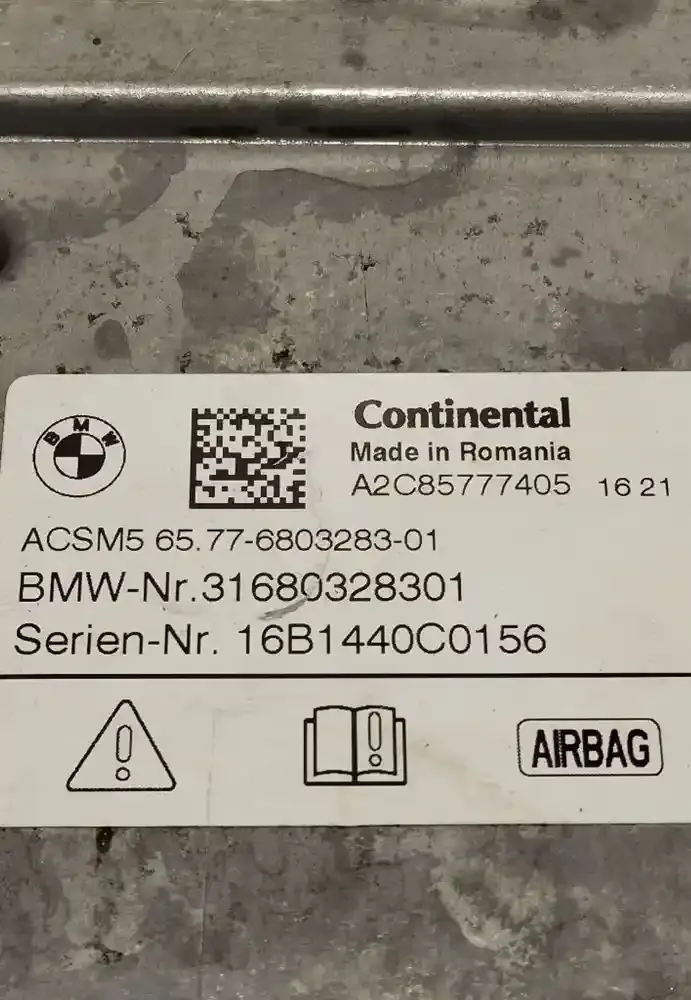 BMW
Continental
Made in Romania
A2C85777405 16 21
ACSM5 65.77-6803283-01
BMW-Nr.31680328301
Serien-Nr. 16B1440C0156
AIRBAG